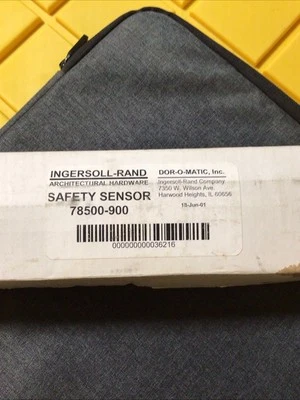 INGERSOLL-RAND
ARCHITECTURAL HARDWARE
DOR-O-MATIC, Inc.
Ingersoll-Rand Company
7350 W. Wilson Ave
Harwood Heights, IL 60656
15-Jun-01
SAFETY SENSOR
78500-900
000000000036216